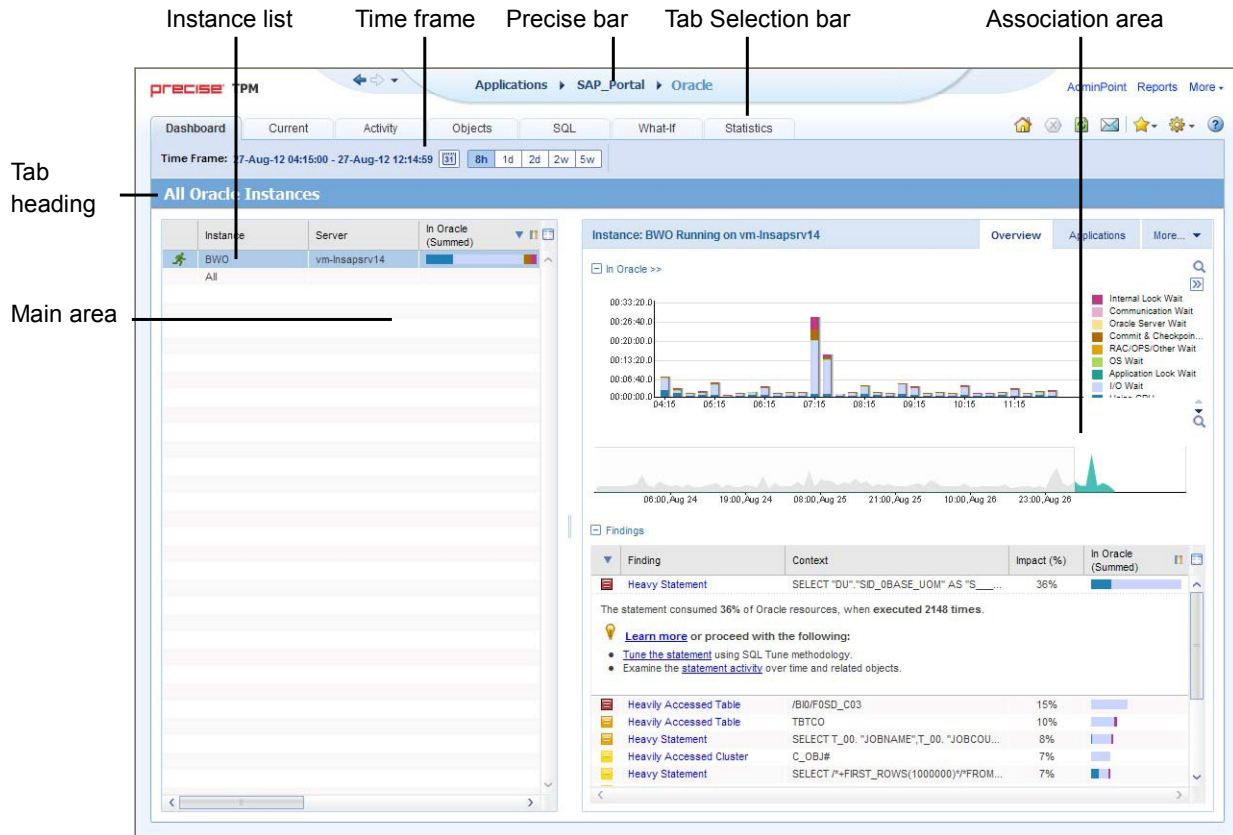 Instance list
Time frame
Precise bar
Tab Selection bar
Association area
precise TPM
Applications SAP_Portal Oracle
AdminPoint Reports More
Dashboard Current Activity Objects SQL What-If Statistics
Time Frame: 27-Aug-12 04:15:00 - 27-Aug-12 12:14:59 31 8h 1d 2d 2w 5w
Tab
heading
All Oracle Instances
Instance Server In Oracle
(Summed)
BWO vm-lnsapsrv14
All
Main area
Instance: BWO Running on vm-lnsapsrv14 Overview Applications More...
In Oracle >>
00:33:20.0
00:26:40.0
00:20:00.0
00:13:20.0
00:06:40.0
00:00:00.0
04:15 05:15 06:15 07:15 08:15 09:15 10:15 11:15
Internal Lock Wait
Communication Wait
Oracle Server Wait
Commit & Checkpoin...
RAC/OPS/Other Wait
OS Wait
Application Lock Wait
I/O Wait
06:00,Aug 24 19:00,Aug 24 08:00,Aug 25 21:00,Aug 25 10:00,Aug 26 23:00,Aug 26
Findings
Finding Context Impact (%) In Oracle
(Summed)
Heavy Statement SELECT "DU"."SID_0BASE_UOM" AS "S___... 36%
The statement consumed 36% of Oracle resources, when executed 2148 times.
Learn more or proceed with the following:
Tune the statement using SQL Tune methodology.
Examine the statement activity over time and related objects.
Heavily Accessed Table /BI0/F0SD_C03 15%
Heavily Accessed Table TBTCO 10%
Heavy Statement SELECT T_00. "JOBNAME",T_00. "JOBCOU... 8%
Heavily Accessed Cluster C_OBJ# 7%
Heavy Statement SELECT /*+FIRST_ROWS(1000000)*/*FROM... 7%